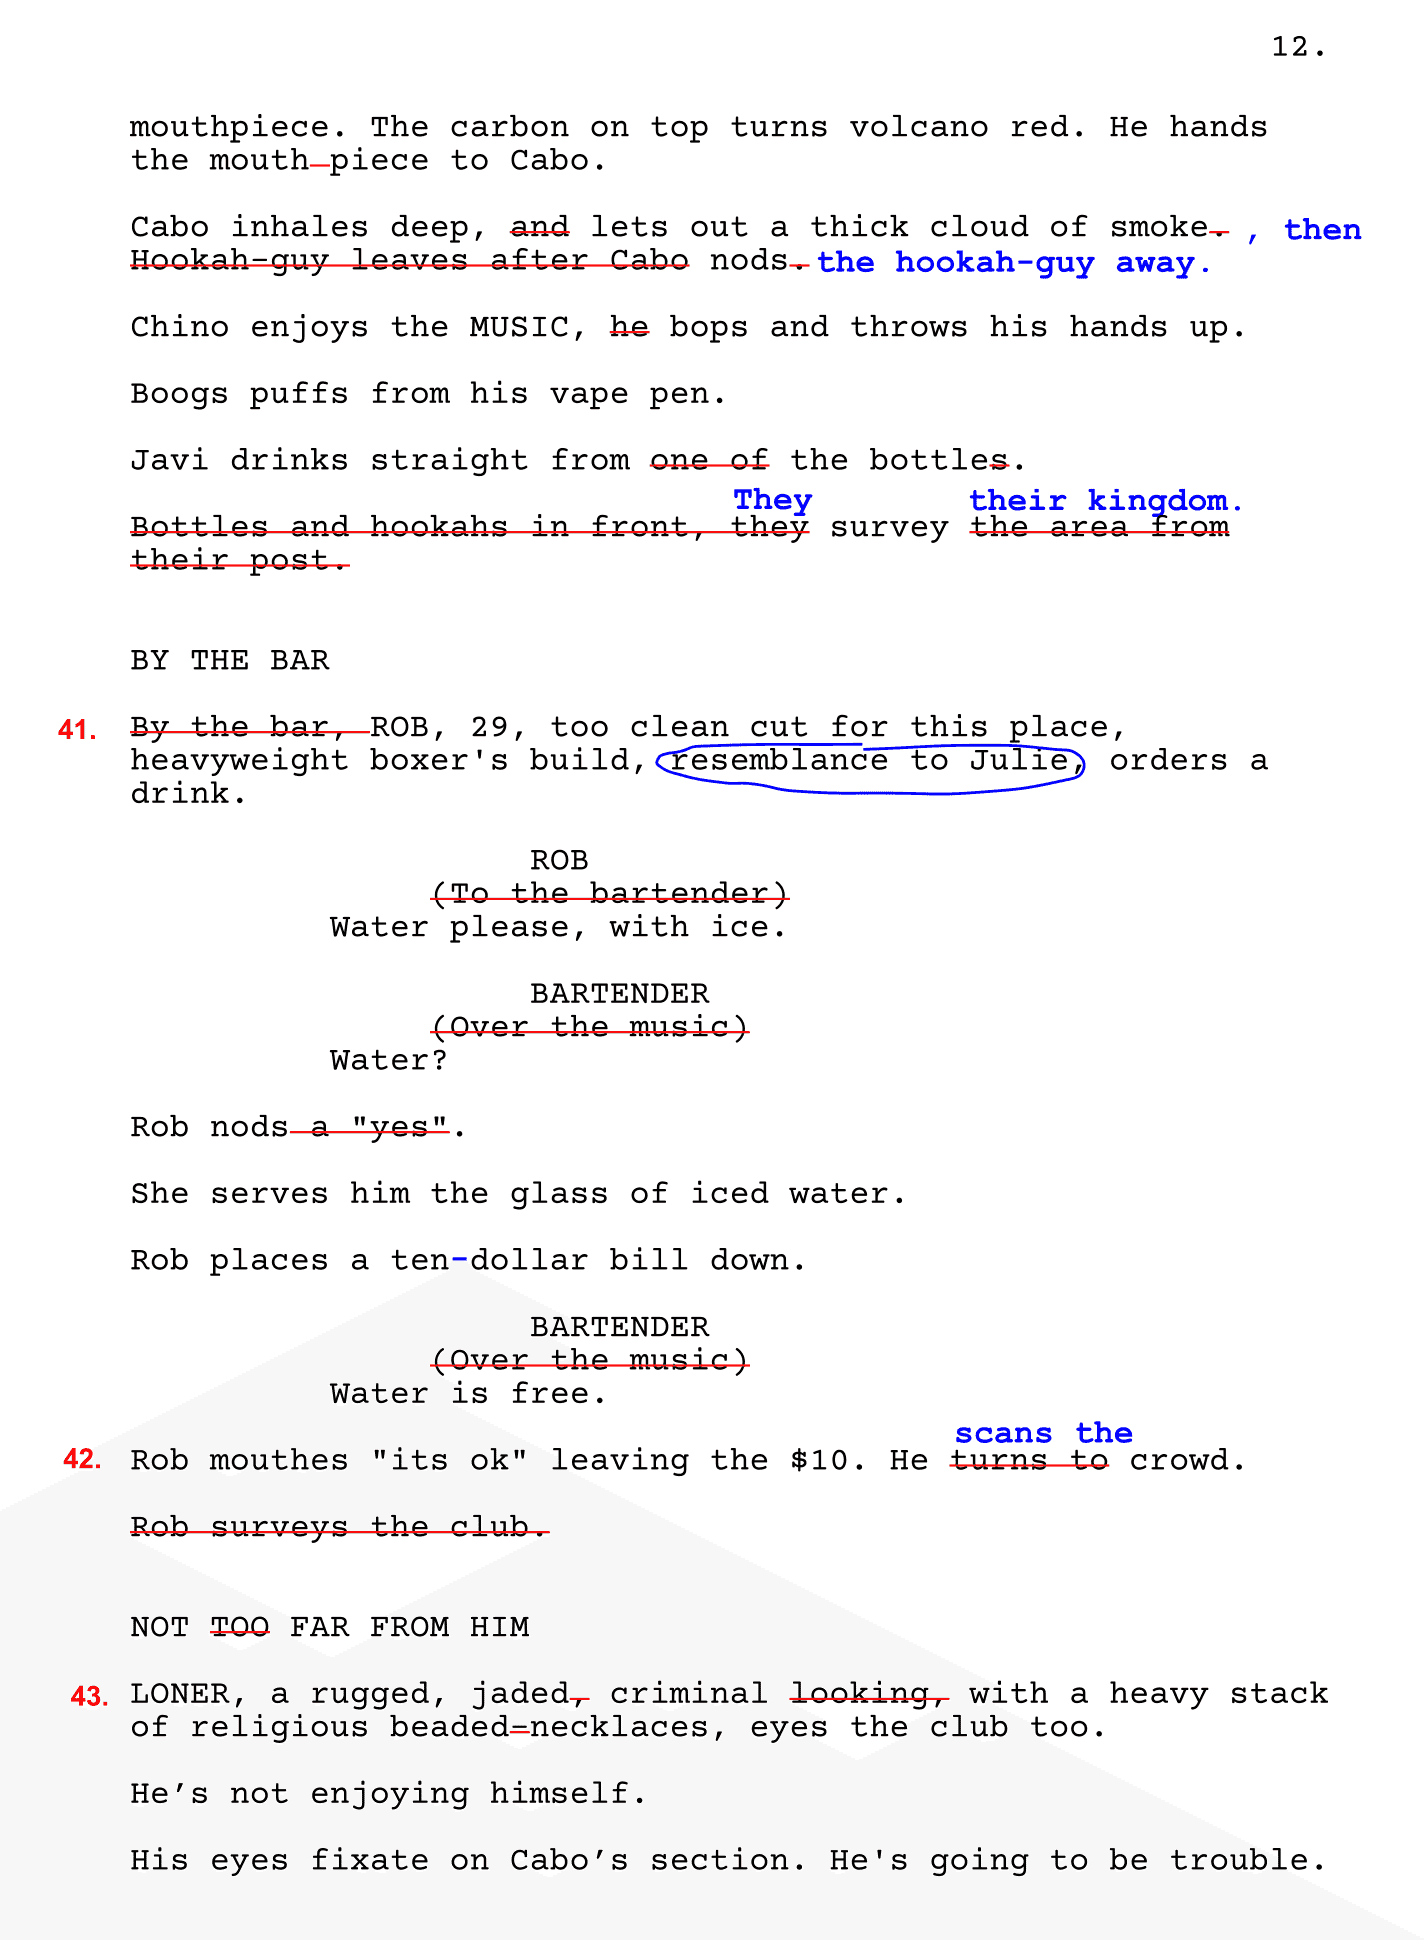 12.
mouthpiece. The carbon on top turns volcano red. He hands
the mouth-piece to Cabo.
Cabo inhales deep, and lets out a thick cloud of smoke. , then
Hookah-guy leaves after Cabo nods. the hookah-guy away.
Chino enjoys the MUSIC, he bops and throws his hands up.
Boogs puffs from his vape pen.
Javi drinks straight from one of the bottles.
They their kingdom.
Bottles and hookahs in front, they survey the area from
their post.
BY THE BAR
41. By the bar, ROB, 29, too clean cut for this place,
heavyweight boxer's build, resemblance to Julie, orders a
drink.
ROB
(To the bartender)
Water please, with ice.
BARTENDER
(Over the music)
Water?
Rob nods a "yes".
She serves him the glass of iced water.
Rob places a ten-dollar bill down.
BARTENDER
(Over the music)
Water is free.
scans the
42. Rob mouthes "its ok" leaving the $10. He turns to crowd.
Rob surveys the club.
NOT TOO FAR FROM HIM
43. LONER, a rugged, jaded, criminal looking, with a heavy stack
of religious beaded-necklaces, eyes the club too.
He’s not enjoying himself.
His eyes fixate on Cabo’s section. He's going to be trouble.